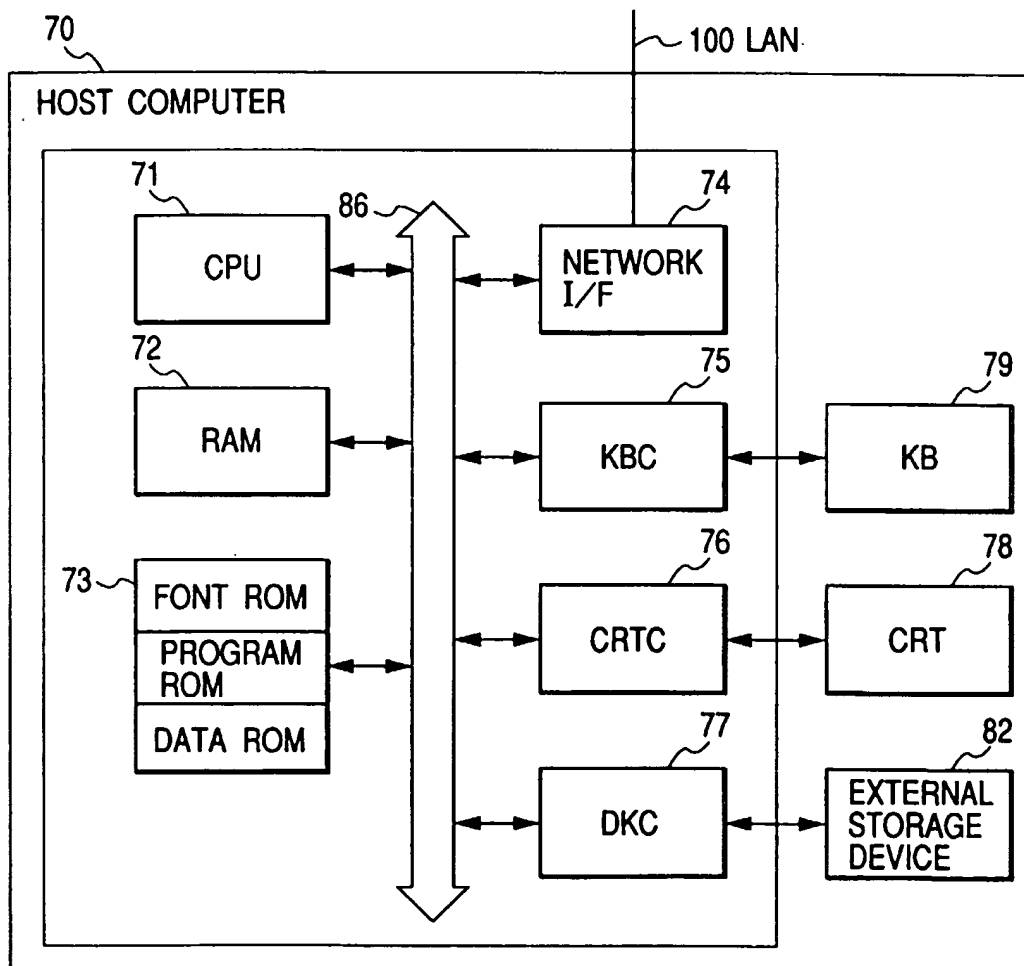 70
100 LAN
HOST COMPUTER
71
CPU
86
74
NETWORK
I/F
72
RAM
75
KBC
79
KB
73
FONT ROM
PROGRAM
ROM
DATA ROM
76
CRTC
78
CRT
77
DKC
82
EXTERNAL
STORAGE
DEVICE